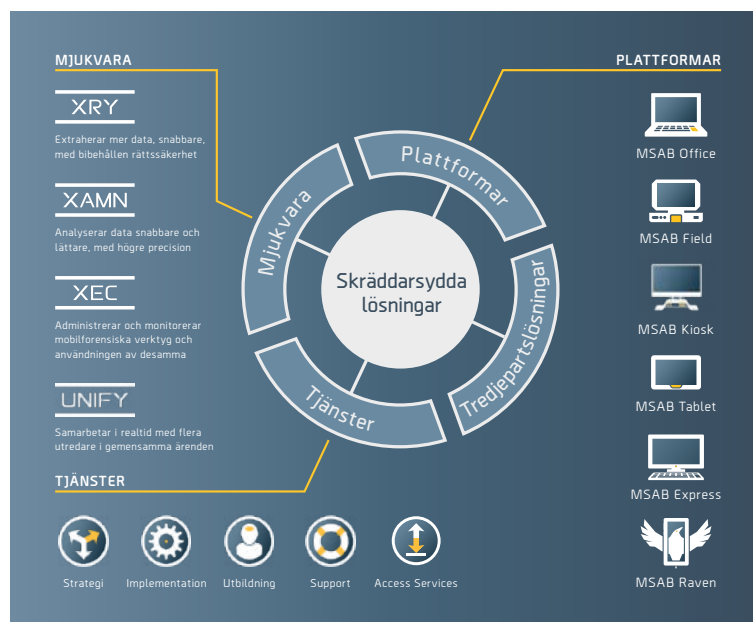 MJUKVARA
XRY
Extraherar mer data, snabbare,
med bibehållen rättssäkerhet
XAMN
Analyserar data snabbare och
lättare, med högre precision
XEC
Administrerar och monitorerar
mobilforensiska verktyg och
användningen av desamma
UNIFY
Samarbetar i realtid med flera
utredare i gemensamma ärenden
Mjukvara
Plattformar
Skräddarsydda
lösningar
Tredjepartslösningar
Tjänster
PLATTFORMAR
MSAB Office
MSAB Field
MSAB Kiosk
MSAB Tablet
MSAB Express
MSAB Raven
TJÄNSTER
Strategi
Implementation
Utbildning
Support
Access Services